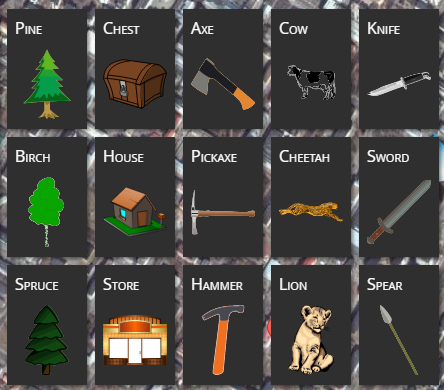 Pine
Chest
Axe
Cow
Knife
Birch
House
Pickaxe
Cheetah
Sword
Spruce
Store
Hammer
Lion
Spear